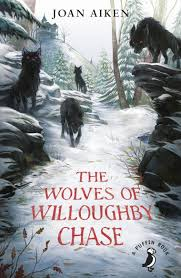 JOAN AIKEN
THE
WOLVES OF
WILLOUGHBY
CHASE
A PUFFIN BOOK